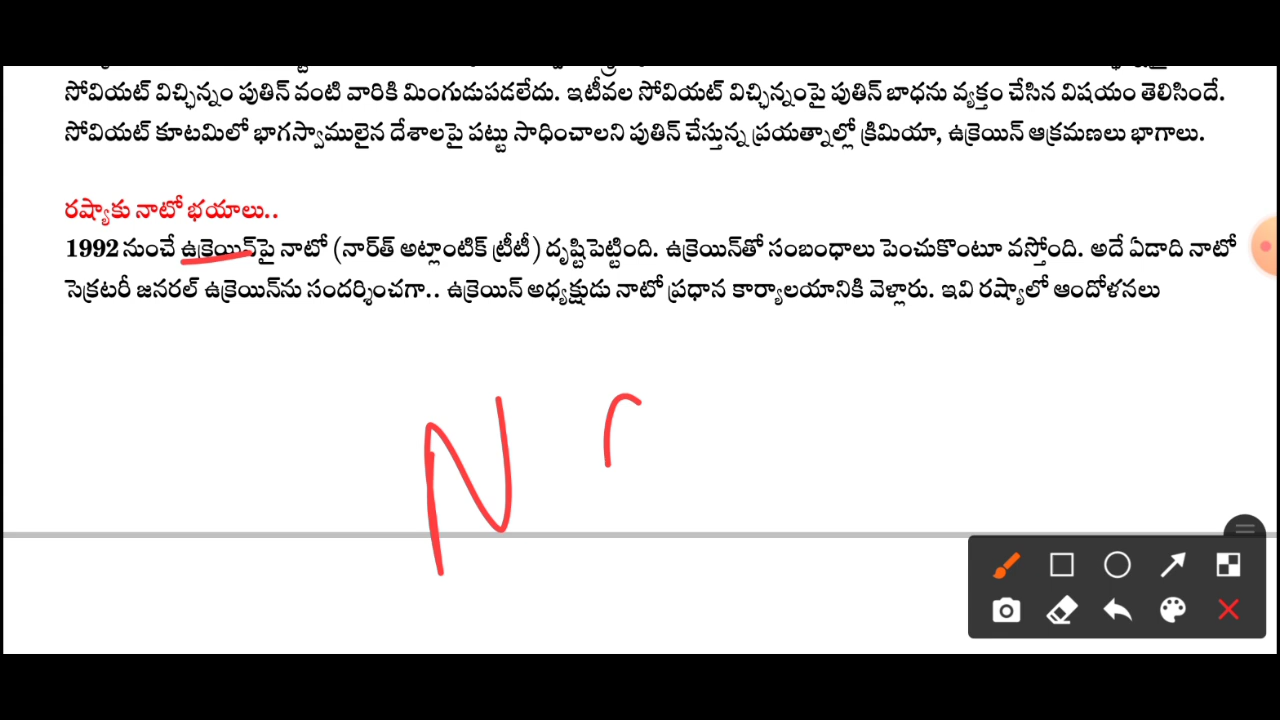 సోవియట్ విచ్ఛిన్నం పుతిన్ వంటి వారికి మింగుడుపడలేదు. ఇటీవల సోవియట్ విచ్ఛిన్నంపై పుతిన్ బాధను వ్యక్తం చేసిన విషయం తెలిసిందే.
సోవియట్ కూటమిలో భాగస్వాములైన దేశాలపై పట్టు సాధించాలని పుతిన్ చేస్తున్న ప్రయత్నాల్లో క్రిమియా, ఉక్రెయిన్ ఆక్రమణలు భాగాలు.
రష్యాకు నాటో భయాలు..
1992 నుంచే ఉక్రెయిన్‌పై నాటో (నార్త్ అట్లాంటిక్ ట్రీటీ) దృష్టిపెట్టింది. ఉక్రెయిన్‌తో సంబంధాలు పెంచుకొంటూ వస్తోంది. అదే ఏడాది నాటో
సెక్రటరీ జనరల్ ఉక్రెయిన్‌ను సందర్శించగా.. ఉక్రెయిన్ అధ్యక్షుడు నాటో ప్రధాన కార్యాలయానికి వెళ్లారు. ఇవి రష్యాలో ఆందోళనలు
N